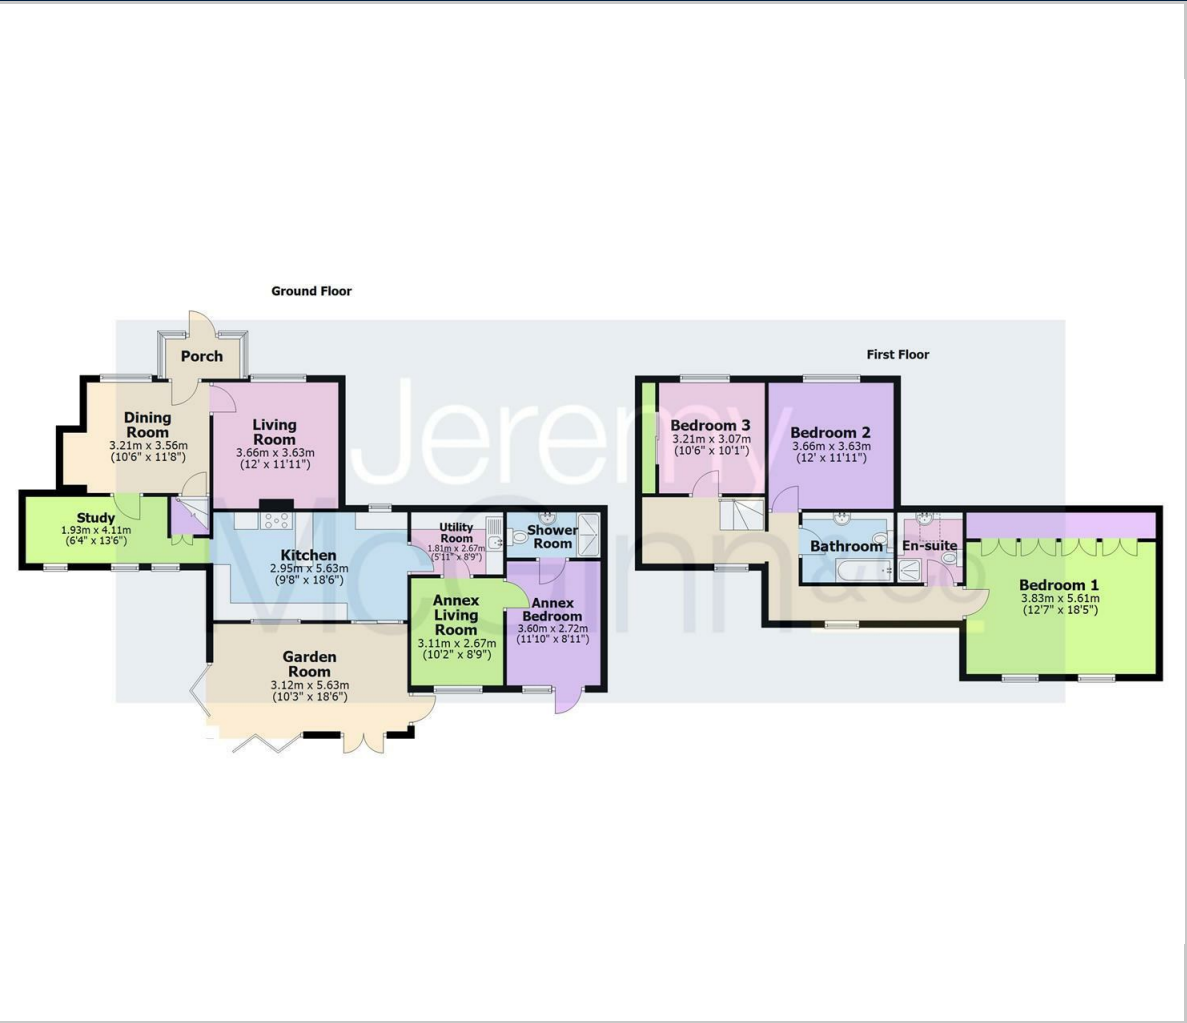 Ground Floor
Porch
Dining
Room
3.21m x 3.56m
(10'6" x 11'8")
Living
Room
3.66m x 3.63m
(12' x 11'11")
Study
1.93m x 4.11m
(6'4" x 13'6")
Kitchen
2.95m x 5.63m
(9'8" x 18'6")
Utility
Room
1.81m x 2.67m
(5'11" x 8'9")
Shower
Room
Annex
Living
Room
3.11m x 2.67m
(10'2" x 8'9")
Annex
Bedroom
3.60m x 2.72m
(11'10" x 8'11")
Garden
Room
3.12m x 5.63m
(10'3" x 18'6")
First Floor
Bedroom 3
3.21m x 3.07m
(10'6" x 10'1")
Bedroom 2
3.66m x 3.63m
(12' x 11'11")
Bathroom
En-suite
Bedroom 1
3.83m x 5.61m
(12'7" x 18'5")
Jeremy
McGinn & Co